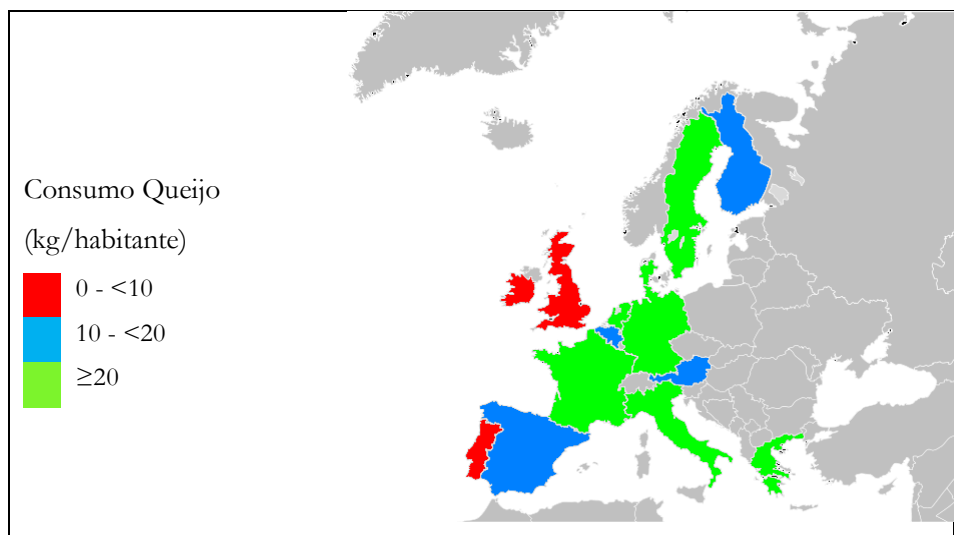 Consumo Queijo
(kg/habitante)
0 - <10
10 - <20
≥20